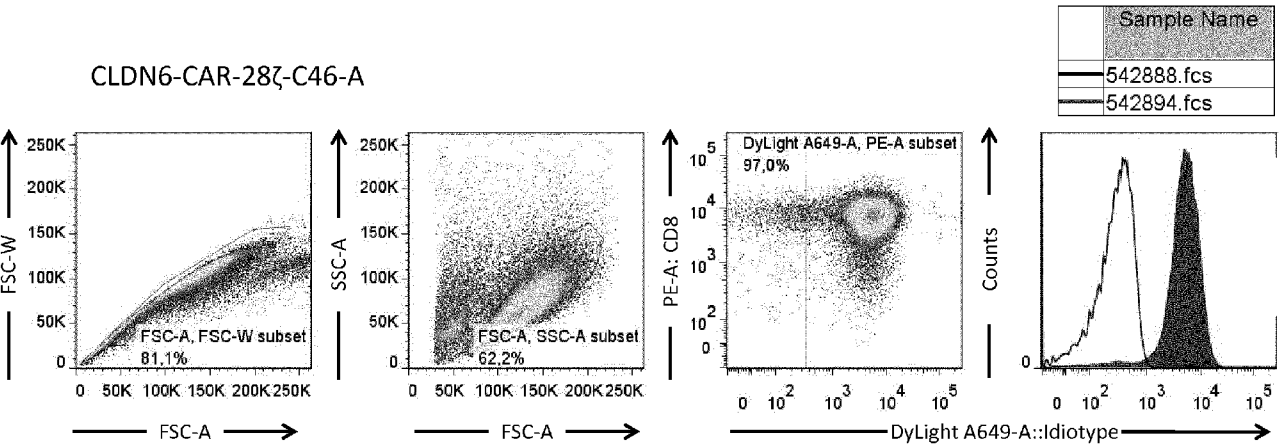 Sample Name
542888.fcs
542894.fcs
CLDN6-CAR-28ζ-C46-A
FSC-W
250K
200K
150K
100K
50K
0
FSC-A, FSC-W subset
81,1%
0 50K 100K 150K 200K 250K
FSC-A
SSC-A
250K
200K
150K
100K
50K
0
FSC-A, SSC-A subset
62,2%
0 50K 100K 150K 200K 250K
FSC-A
PE-A: CD8
10^5
10^4
10^3
10^2
0
DyLight A649-A, PE-A subset
97,0%
0 10^2 10^3 10^4 10^5
Counts
0
0 10^2 10^3 10^4 10^5
DyLight A649-A::Idiotype